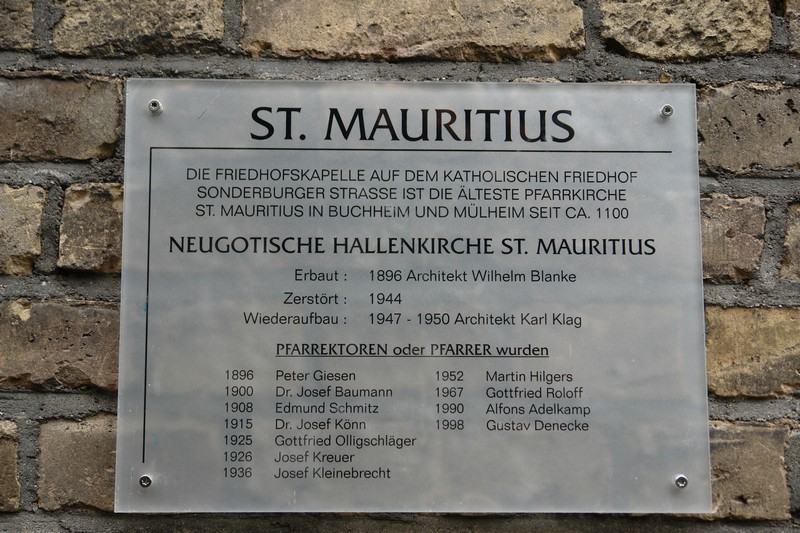 ST. MAURITIUS
DIE FRIEDHOFSKAPELLE AUF DEM KATHOLISCHEN FRIEDHOF
SONDERBURGER STRASSE IST DIE ÄLTESTE PFARRKIRCHE
ST. MAURITIUS IN BUCHHEIM UND MÜLHEIM SEIT CA. 1100
NEUGOTISCHE HALLENKIRCHE ST. MAURITIUS
Erbaut : 1896 Architekt Wilhelm Blanke
Zerstört : 1944
Wiederaufbau : 1947 - 1950 Architekt Karl Klag
PFARREKTOREN oder PFARRER wurden
1896 Peter Giesen
1900 Dr. Josef Baumann
1908 Edmund Schmitz
1915 Dr. Josef Könn
1925 Gottfried Olligschläger
1926 Josef Kreuer
1936 Josef Kleinebrecht
1952 Martin Hilgers
1967 Gottfried Roloff
1990 Alfons Adelkamp
1998 Gustav Denecke